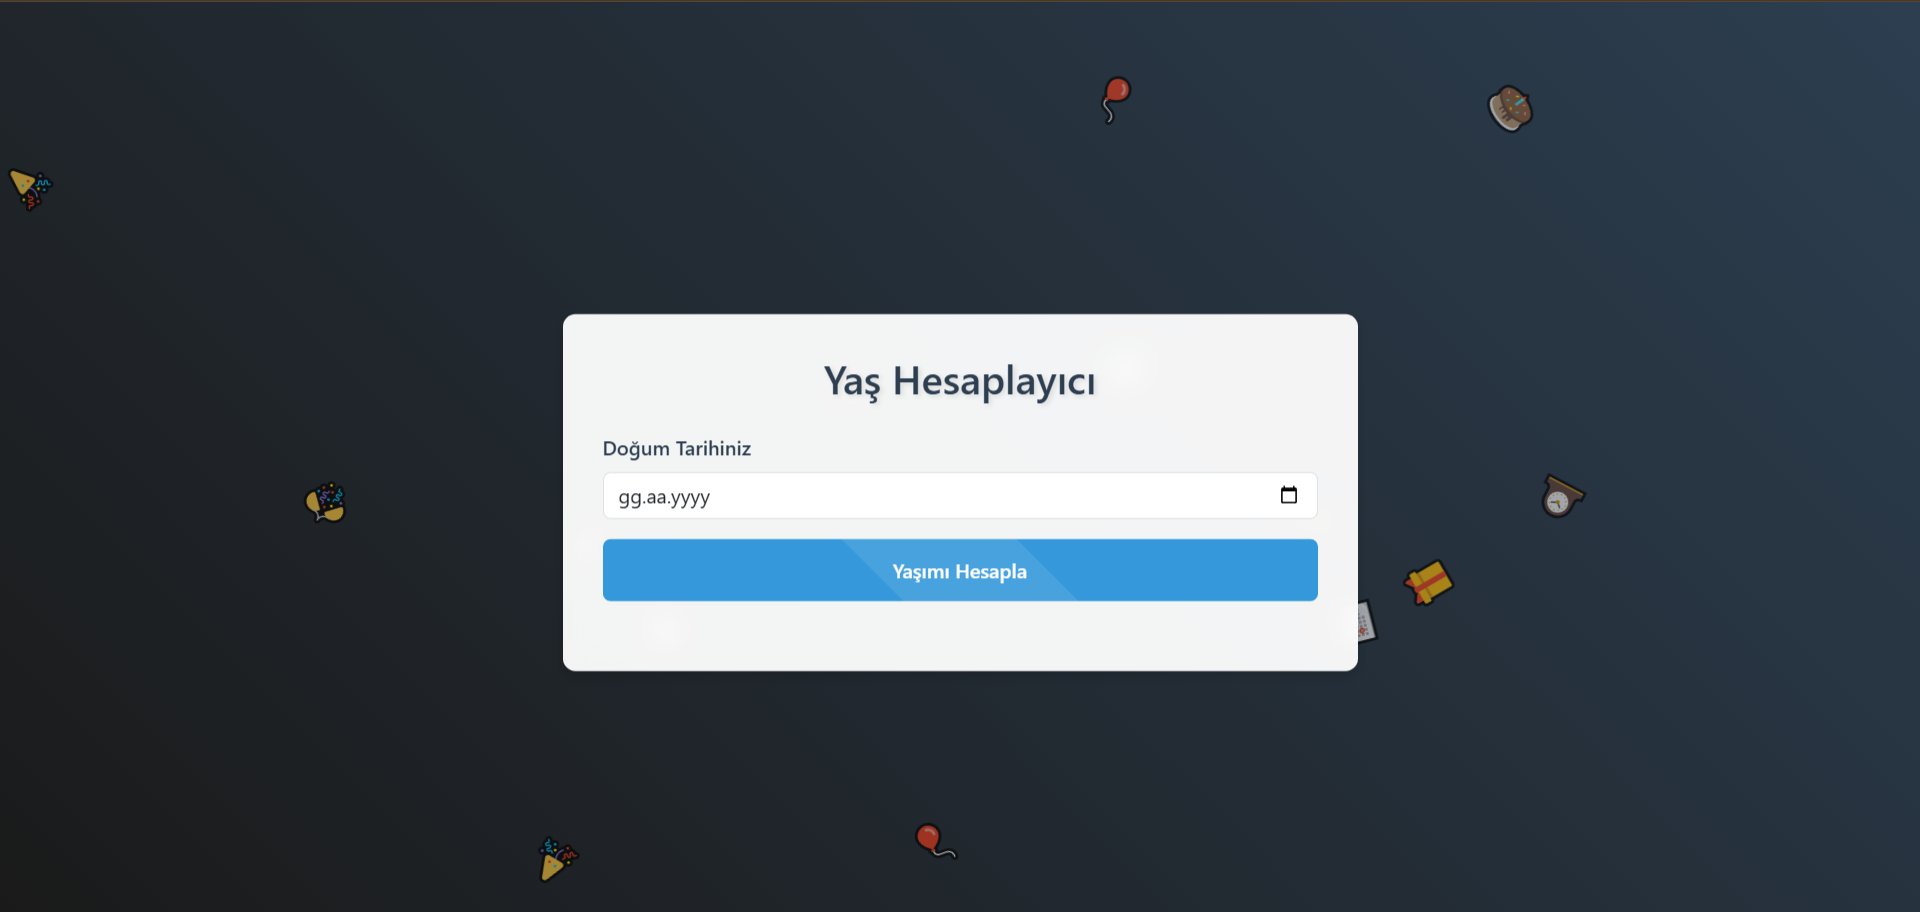 Yaş Hesaplayıcı
Doğum Tarihiniz
gg.aa.yyyy
Yaşımı Hesapla